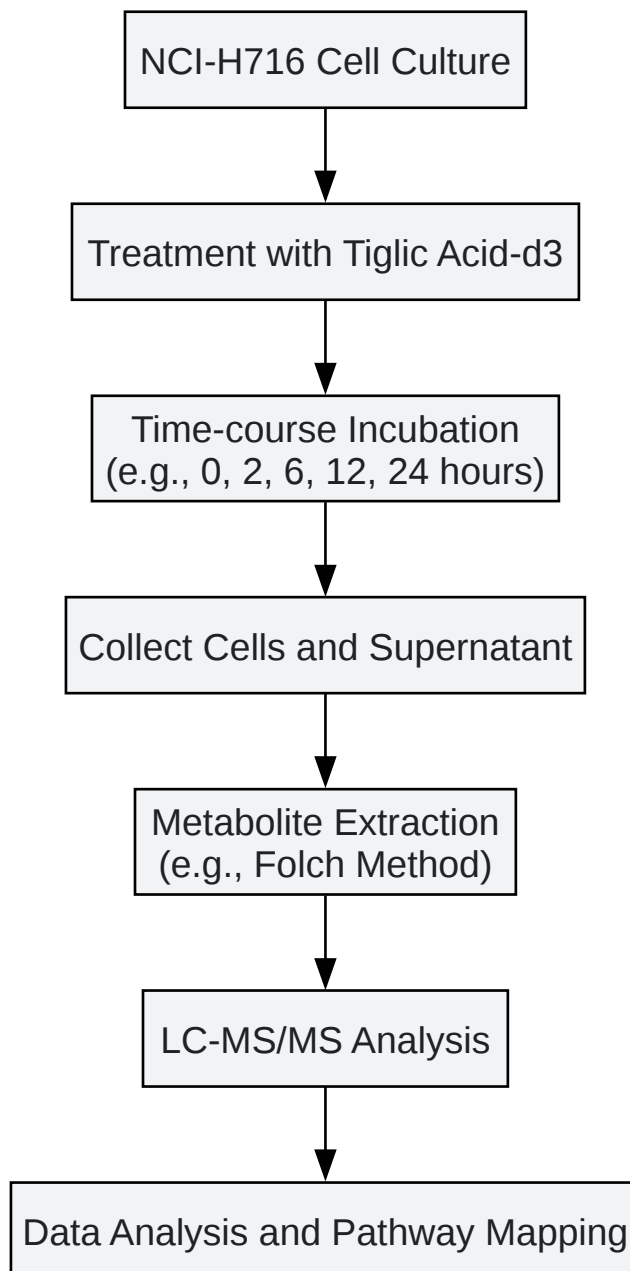 NCI-H716 Cell Culture
Treatment with Tiglic Acid-d3
Time-course Incubation
(e.g., 0, 2, 6, 12, 24 hours)
Collect Cells and Supernatant
Metabolite Extraction
(e.g., Folch Method)
LC-MS/MS Analysis
Data Analysis and Pathway Mapping